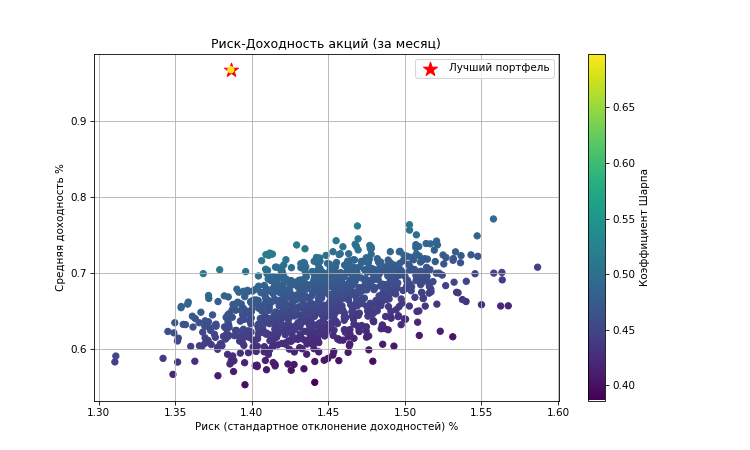 Риск-Доходность акций (за месяц)
Лучший портфель
0.9
0.8
0.7
0.6
Средняя доходность %
1.30 1.35 1.40 1.45 1.50 1.55 1.60
Риск (стандартное отклонение доходностей) %
0.65
0.60
0.55
0.50
0.45
0.40
Коэффициент Шарпа